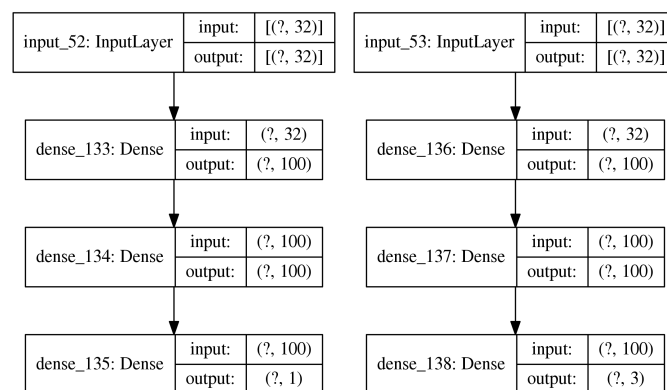 input_52: InputLayer
input: [(?, 32)]
output: [(?, 32)]
dense_133: Dense
input: (?, 32)
output: (?, 100)
dense_134: Dense
input: (?, 100)
output: (?, 100)
dense_135: Dense
input: (?, 100)
output: (?, 1)
input_53: InputLayer
input: [(?, 32)]
output: [(?, 32)]
dense_136: Dense
input: (?, 32)
output: (?, 100)
dense_137: Dense
input: (?, 100)
output: (?, 100)
dense_138: Dense
input: (?, 100)
output: (?, 3)